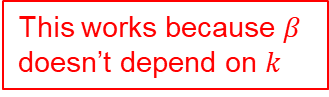 This works because 𝛽
doesn’t depend on 𝑘